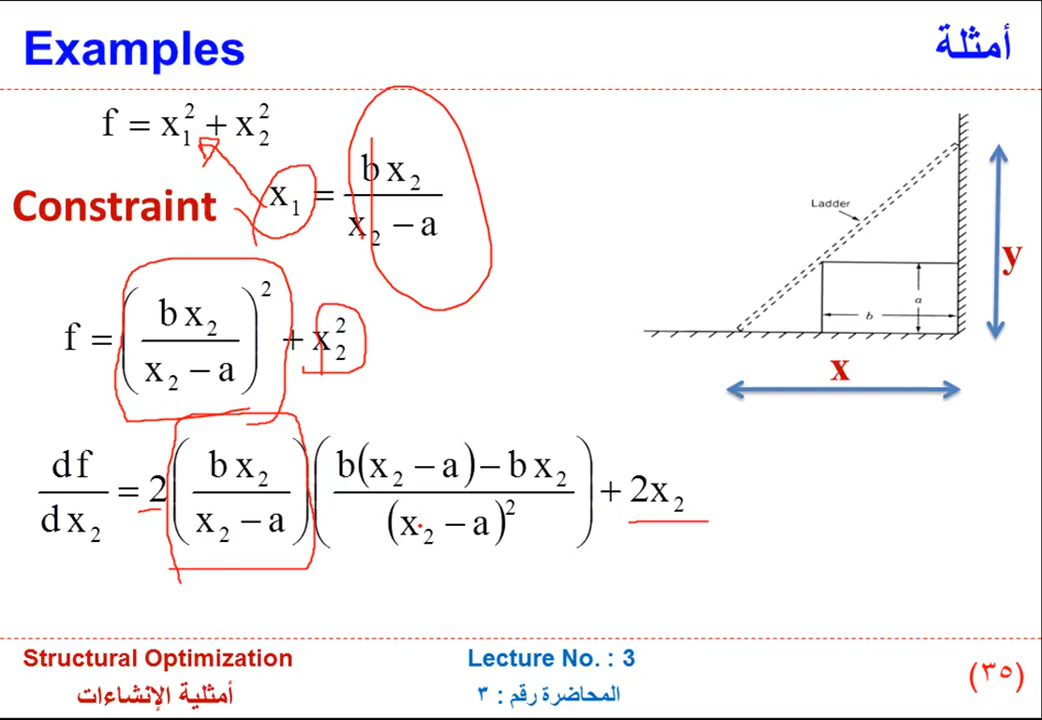 Examples
أمثلة
f = x₁² + x₂²
Constraint x₁ = b x₂ / (x₂ − a)
f = (b x₂ / (x₂ − a))² + x₂²
df/dx₂ = 2(b x₂ / (x₂ − a))((b(x₂ − a) − b x₂) / (x₂ − a)²) + 2x₂
Ladder
a
b
y
x
Structural Optimization
أمثلية الإنشاءات
Lecture No. : 3
المحاضرة رقم : ٣
(٣٥)